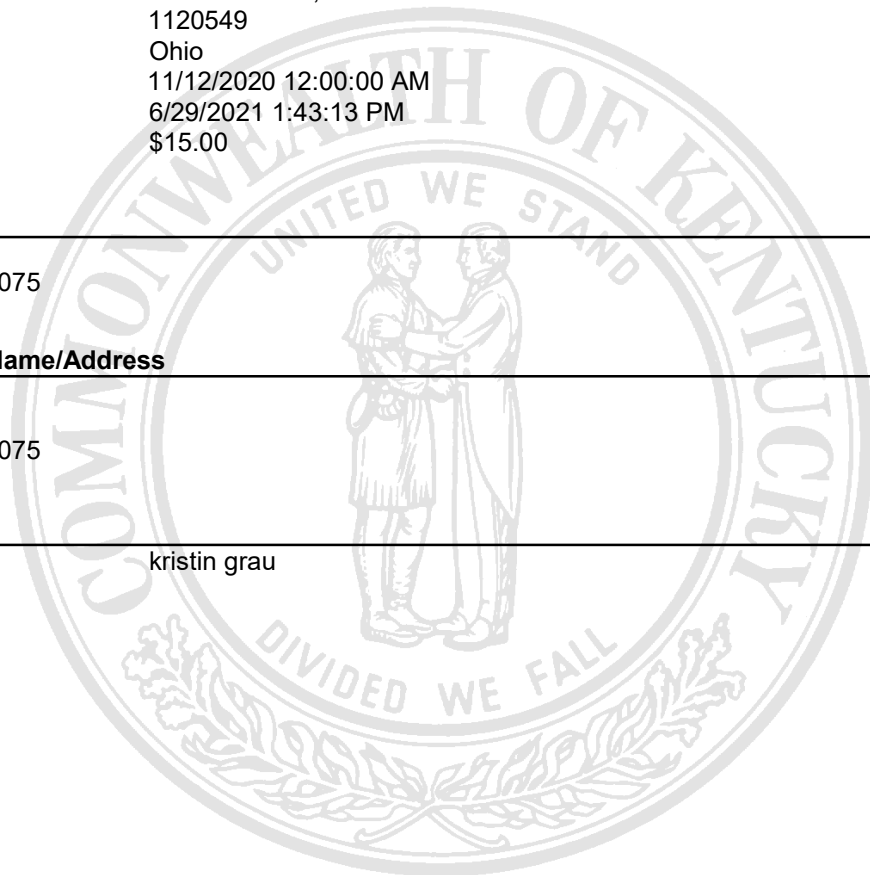 1120549
Ohio
11/12/2020 12:00:00 AM
6/29/2021 1:43:13 PM
$15.00
COMMONWEALTH OF KENTUCKY
UNITED WE STAND
075
Name/Address
075
kristin grau
DIVIDED WE FALL